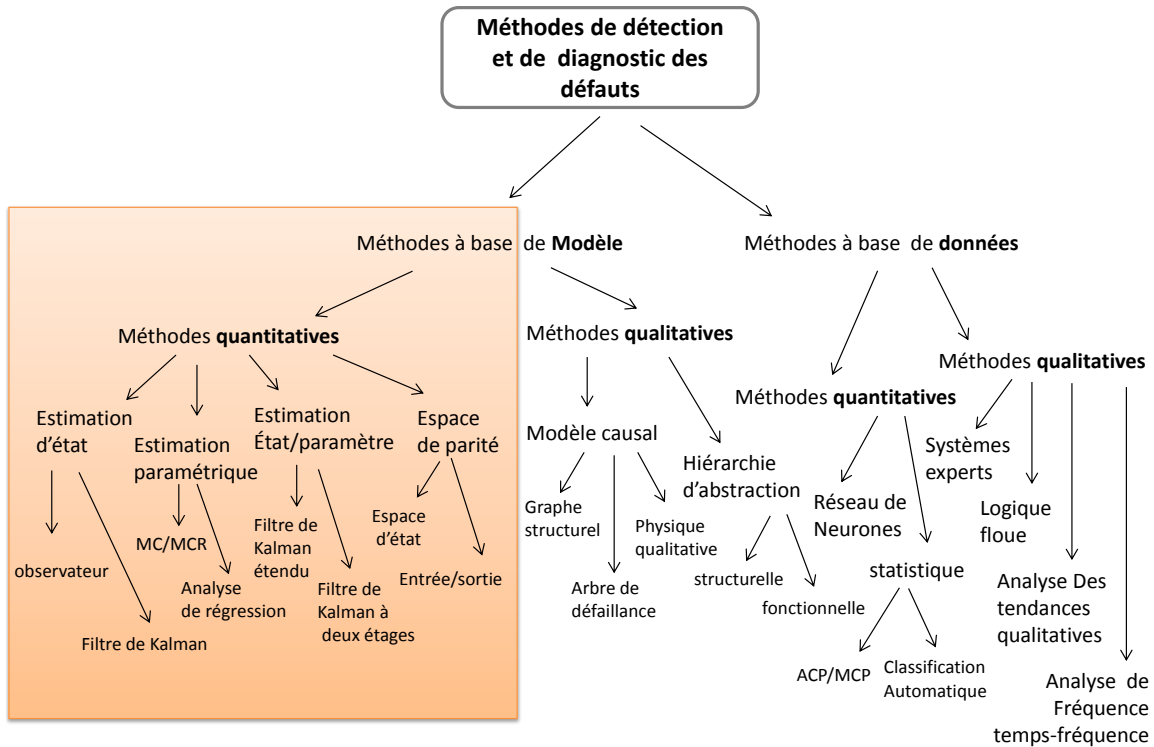 Méthodes de détection
et de diagnostic des
défauts
Méthodes à base de Modèle
Méthodes à base de données
Méthodes quantitatives
Méthodes qualitatives
Méthodes quantitatives
Méthodes qualitatives
Estimation
d'état
Estimation
paramétrique
Estimation
État/paramètre
Espace
de parité
Modèle causal
Hiérarchie
d'abstraction
Réseau de
Neurones
statistique
Systèmes
experts
Logique
floue
Analyse Des
tendances
qualitatives
Analyse de
Fréquence
temps-fréquence
observateur
Filtre de Kalman
MC/MCR
Analyse
de régression
Filtre de
Kalman
étendu
Filtre de
Kalman à
deux étages
Espace
d'état
Entrée/sortie
Graphe
structurel
Arbre de
défaillance
Physique
qualitative
structurelle
fonctionnelle
ACP/MCP
Classification
Automatique